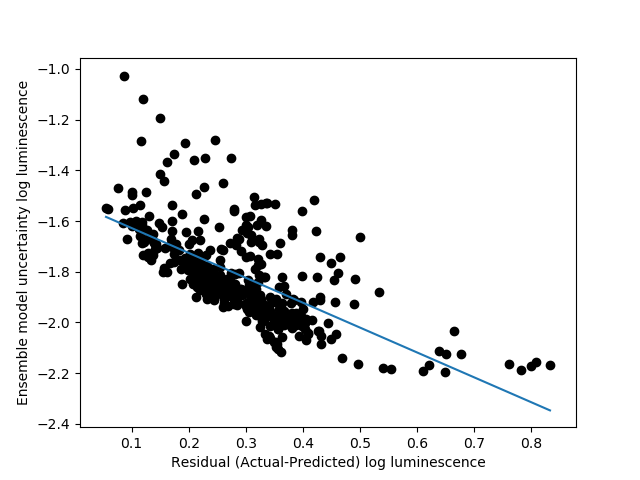 −1.0
−1.2
−1.4
−1.6
−1.8
−2.0
−2.2
−2.4
Ensemble model uncertainty log luminescence
0.1 0.2 0.3 0.4 0.5 0.6 0.7 0.8
Residual (Actual-Predicted) log luminescence